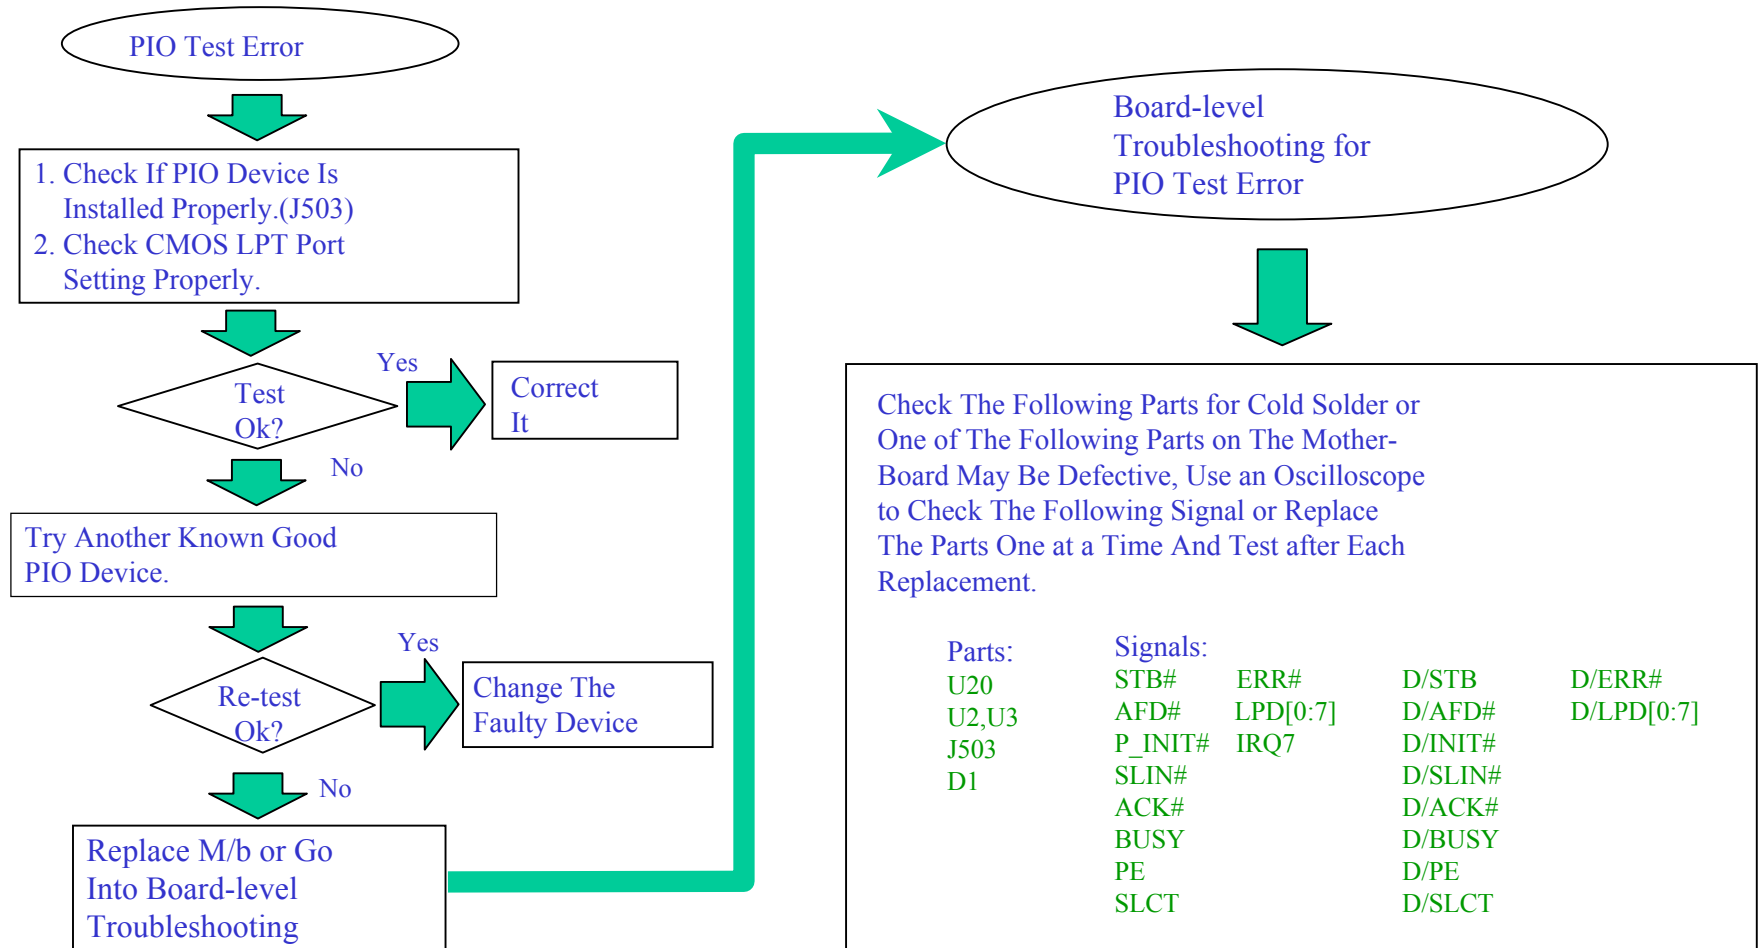 PIO Test Error
1. Check If PIO Device Is
Installed Properly.(J503)
2. Check CMOS LPT Port
Setting Properly.
Test
Ok?
Yes
Correct
It
No
Try Another Known Good
PIO Device.
Re-test
Ok?
Yes
Change The
Faulty Device
No
Replace M/b or Go
Into Board-level
Troubleshooting
Board-level
Troubleshooting for
PIO Test Error
Check The Following Parts for Cold Solder or
One of The Following Parts on The Mother-
Board May Be Defective, Use an Oscilloscope
to Check The Following Signal or Replace
The Parts One at a Time And Test after Each
Replacement.
Parts:
U20
U2,U3
J503
D1
Signals:
STB# ERR# D/STB D/ERR#
AFD# LPD[0:7] D/AFD# D/LPD[0:7]
P_INIT# IRQ7 D/INIT#
SLIN# D/SLIN#
ACK# D/ACK#
BUSY D/BUSY
PE D/PE
SLCT D/SLCT